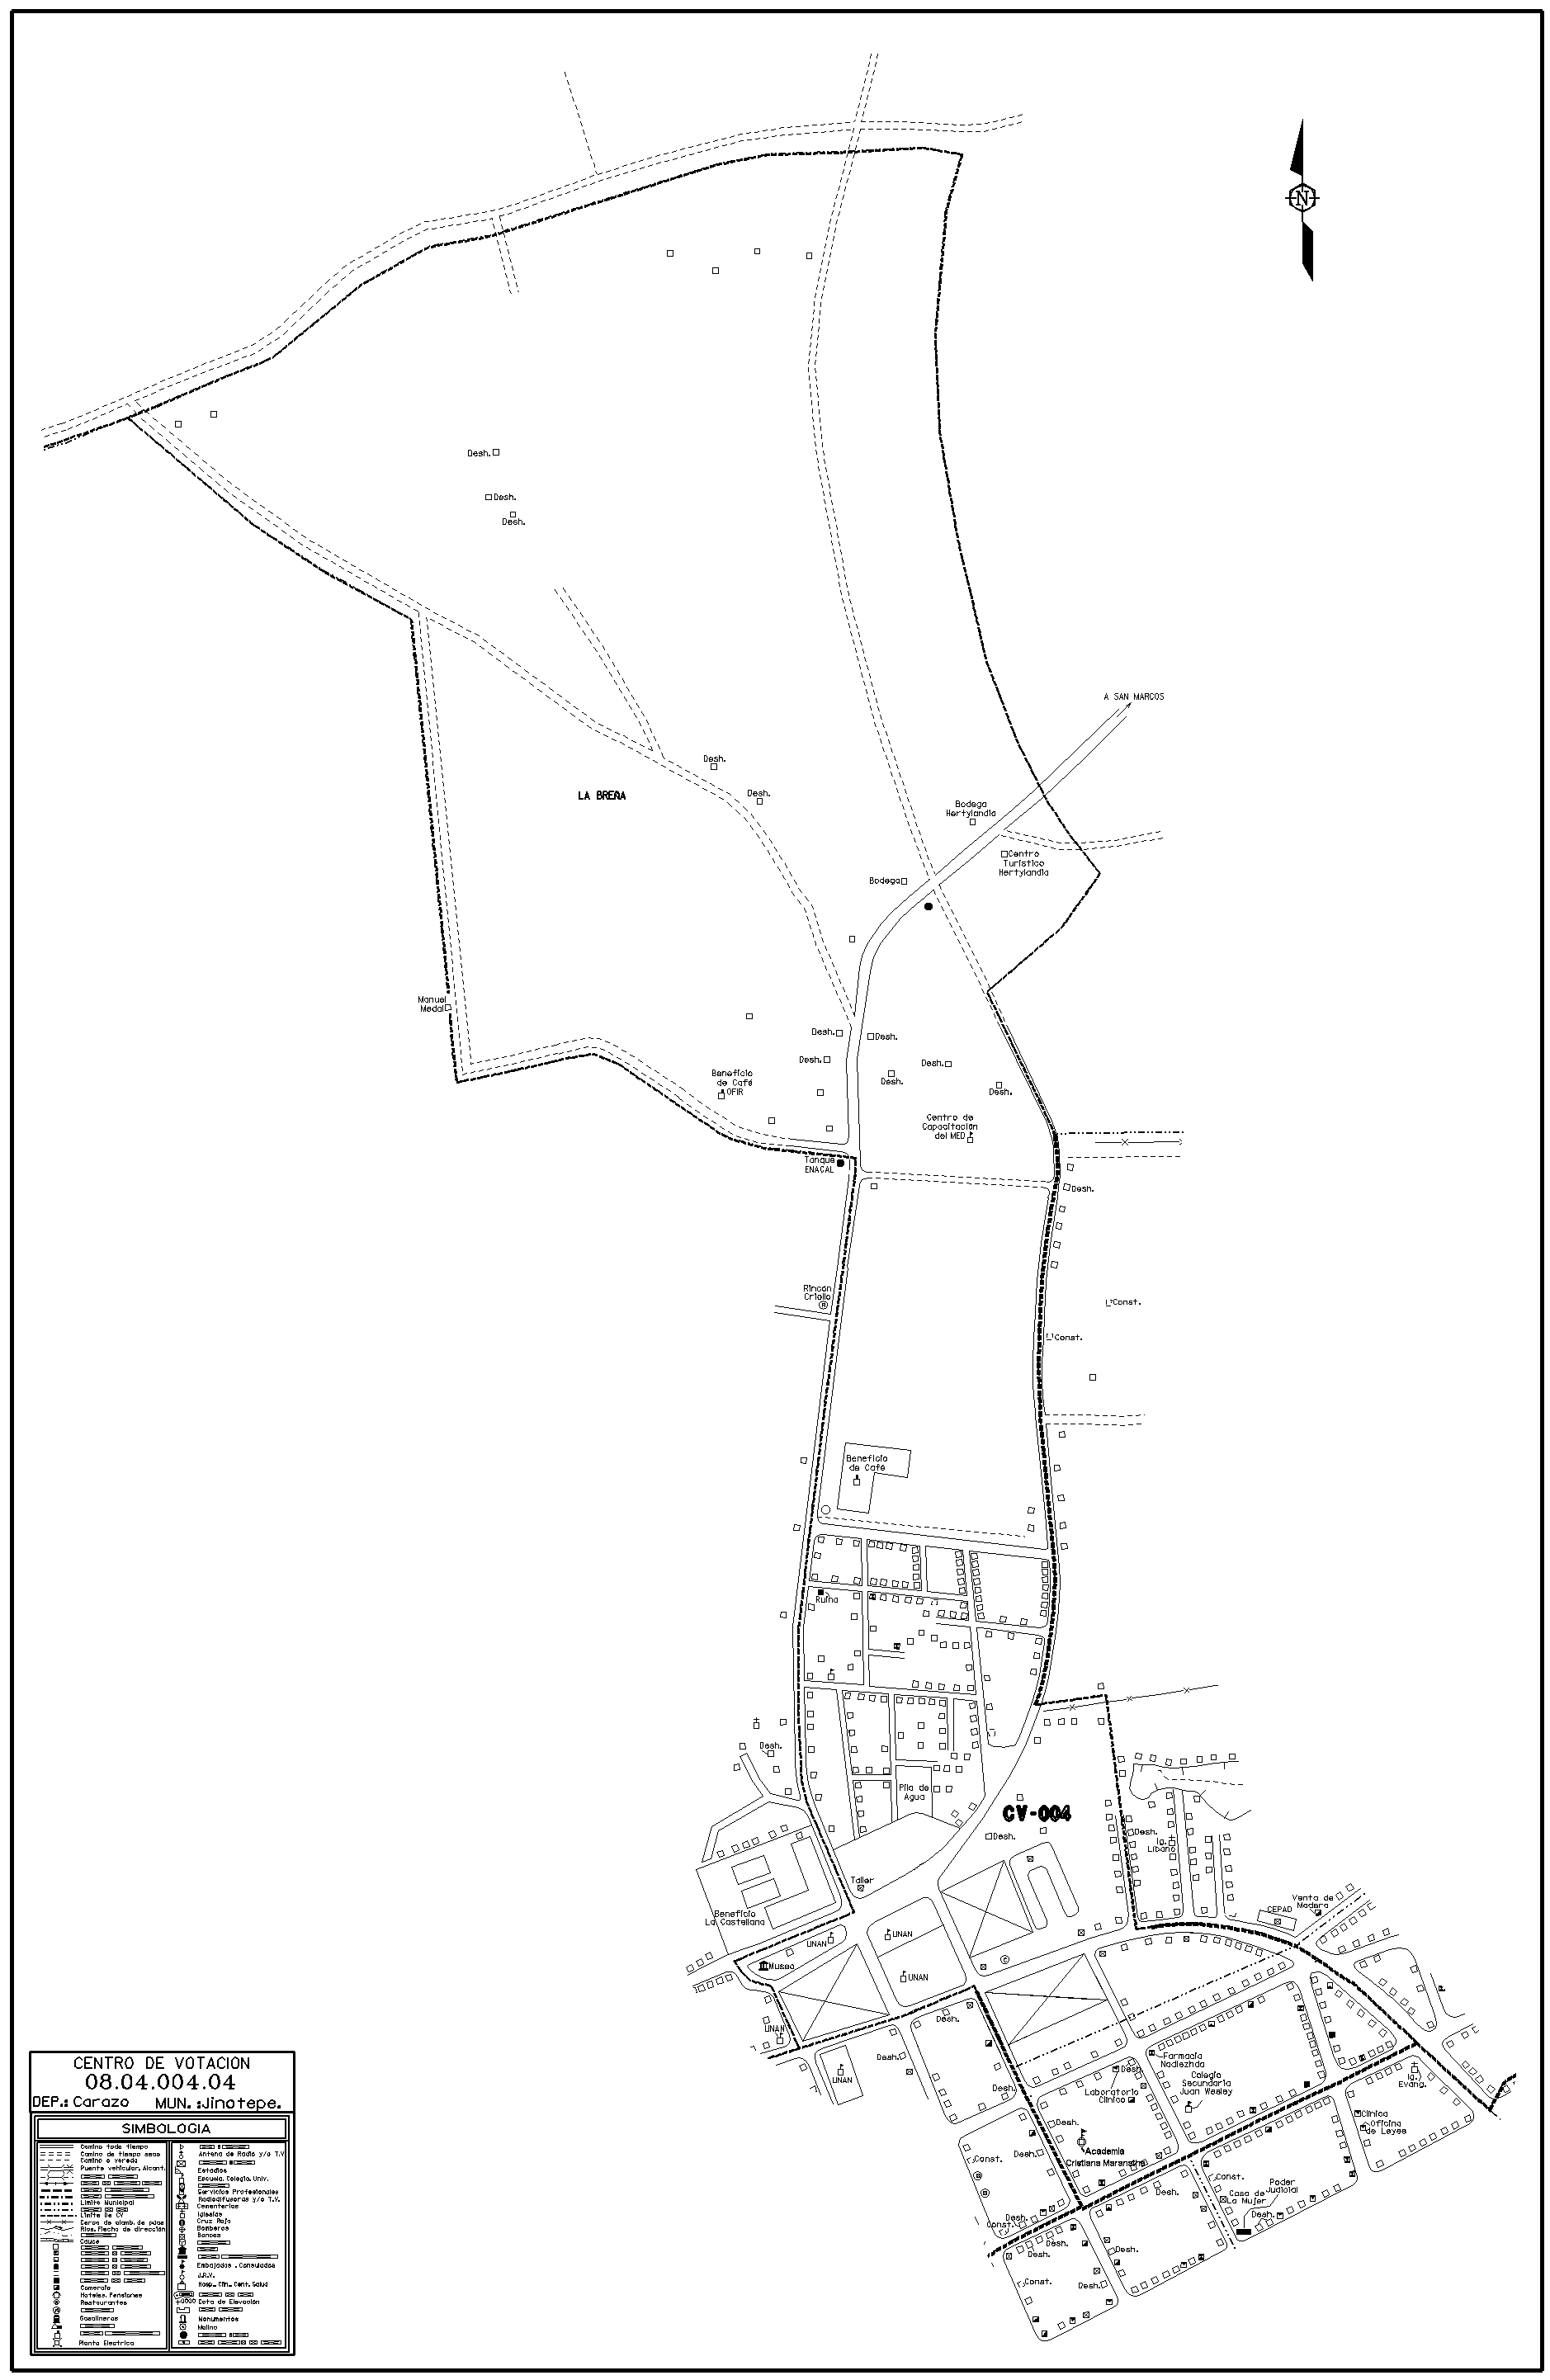 N
Desh.
Desh.
Desh.
A SAN MARCOS
Desh.
Desh.
LA BREÑA
Bodega
Hertylandia
Centro
Turístico
Hertylandia
Bodega
Manuel
Medal
Desh.
Desh.
Desh.
Desh.
Desh.
Desh.
Beneficio
de Café
OFIR
Centro de
Capacitación
del MED
Tanque
ENACAL
Desh.
Rincón
Criollo
Const.
Const.
Beneficio
de Café
Ruina
Desh.
Pila de
Agua
CV-004
Desh.
Desh.
Ig.
Libano
Taller
Beneficio
La Castellana
CEPAD
Venta de
Madera
UNAN
UNAN
UNAN
Museo
UNAN
UNAN
Desh.
Desh.
Desh.
Farmacia
Nadiezhda
Colegio
Secundaria
Juan Wesley
Desh.
Laboratorio
Clínico
Ig.
Evang.
Clínica
Oficina
de Leyes
Desh.
Academia
Cristiana Maranatha
Desh.
Const.
Const.
Desh.
Poder
Judicial
Casa de
La Mujer
Desh.
Desh.
Const.
Desh.
Desh.
Desh.
Const.
Desh.
CENTRO DE VOTACION
08.04.004.04
DEP.: Carazo MUN. :Jinotepe.
SIMBOLOGIA
Camino todo tiempo
Camino de tiempo seco
Camino o vereda
Puente vehicular, Alcant.
Limite Municipal
Limite De CV
Cerco de alamb. de púas
Ríos, Flecha de dirección
Cauce
Comercio
Hoteles, Pensiones
Restaurantes
Gasolineras
Planta Electrica
Antena de Radio y/o T.V
Estadios
Escuela, Colegio, Univ.
Servicios Profesionales
Radiodifusoras y/o T.V.
Cementerios
Iglesias
Cruz Roja
Bomberos
Bancos
Embajadas , Consulados
J.R.V.
Hosp., Clín., Cent. Salud
Cota de Elevación
Monumentos
Molino